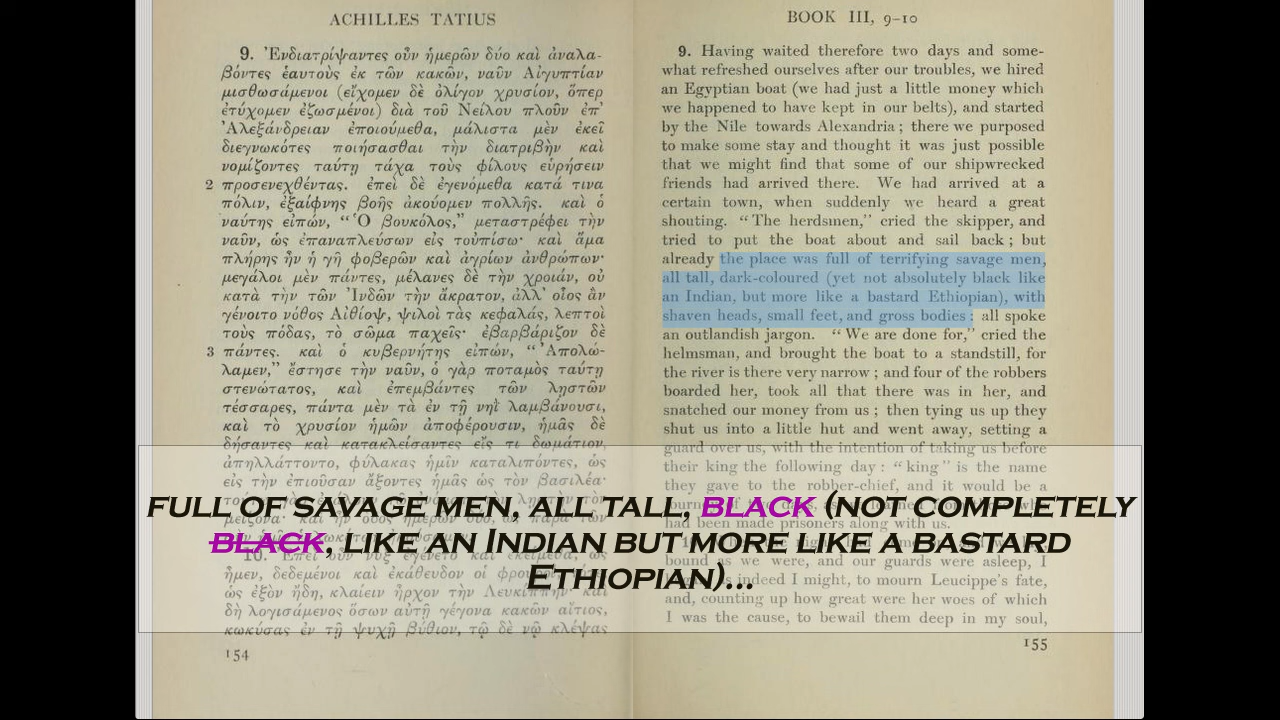 ACHILLES TATIUS
9. Ἐνδιατρίψαντες οὖν ἡμερῶν δύο καὶ ἀναλα-
βόντες ἑαυτοὺς ἐκ τῶν κακῶν, ναῦν Αἰγυπτίαν
μισθωσάμενοι (εἴχομεν δὲ ὀλίγον χρυσίον, ὅπερ
ἐτύχομεν ἐζωσμένοι) διὰ τοῦ Νείλου πλοῦν ἐπ’
Ἀλεξάνδρειαν ἐποιούμεθα, μάλιστα μὲν ἐκεῖ
διεγνωκότες ποιήσασθαι τὴν διατριβὴν καὶ
νομίζοντες ταύτῃ τάχα τοὺς φίλους εὑρήσειν
2 προσενεχθέντας. ἐπεὶ δὲ ἐγενόμεθα κατά τινα
πόλιν, ἐξαίφνης βοῆς ἀκούομεν πολλῆς. καὶ ὁ
ναύτης εἰπών, “Ὁ βουκόλος,” μεταστρέφει τὴν
ναῦν, ὡς ἐπαναπλεύσων εἰς τοὐπίσω· καὶ ἅμα
πλήρης ἦν ἡ γῆ φοβερῶν καὶ ἀγρίων ἀνθρώπων·
μεγάλοι μὲν πάντες, μέλανες δὲ τὴν χροιάν, οὐ
κατὰ τὴν τῶν Ἰνδῶν τὴν ἄκρατον, ἀλλ’ οἷος ἂν
γένοιτο νόθος Αἰθίοψ, ψιλοὶ τὰς κεφαλάς, λεπτοὶ
τοὺς πόδας, τὸ σῶμα παχεῖς· ἐβαρβάριζον δὲ
3 πάντες. καὶ ὁ κυβερνήτης εἰπών, “Ἀπολώ-
λαμεν,” ἔστησε τὴν ναῦν, ὁ γὰρ ποταμὸς ταύτῃ
στενώτατος, καὶ ἐπεμβάντες τῶν λῃστῶν
τέσσαρες, πάντα μὲν τὰ ἐν τῇ νηῒ λαμβάνουσι,
καὶ τὸ χρυσίον ἡμῶν ἀποφέρουσιν, ἡμᾶς δὲ
δήσαντες καὶ κατακλείσαντες εἴς τι δωμάτιον,
ἀπηλλάττοντο, φύλακας ἡμῖν καταλιπόντες, ὡς
εἰς τὴν ἐπιοῦσαν ἄξοντες ἡμᾶς ὡς τὸν βασιλέα·
ἦμεν, δεδεμένοι καὶ ἐκάθευδον οἱ
ὡς ἐξὸν ἤδη, κλαίειν ἦρχον τὴν Λευκίππην· καὶ
δὴ λογισάμενος ὅσων αὐτῇ γέγονα κακῶν αἴτιος,
κωκύσας ἐν τῇ ψυχῇ βύθιον, τῷ δὲ νῷ κλέψας
154
BOOK III, 9-10
9. Having waited therefore two days and some-
what refreshed ourselves after our troubles, we hired
an Egyptian boat (we had just a little money which
we happened to have kept in our belts), and started
by the Nile towards Alexandria ; there we purposed
to make some stay and thought it was just possible
that we might find that some of our shipwrecked
friends had arrived there. We had arrived at a
certain town, when suddenly we heard a great
shouting. “The herdsmen,” cried the skipper, and
tried to put the boat about and sail back ; but
already the place was full of terrifying savage men,
all tall, dark-coloured (yet not absolutely black like
an Indian, but more like a bastard Ethiopian), with
shaven heads, small feet, and gross bodies : all spoke
an outlandish jargon. “We are done for,” cried the
helmsman, and brought the boat to a standstill, for
the river is there very narrow ; and four of the robbers
boarded her, took all that there was in her, and
snatched our money from us ; then tying us up they
shut us into a little hut and went away, setting a
guard over us, with the intention of taking us before
their king the following day : “king” is the name
they gave to the robber-chief, and it would be a
had been made prisoners along with us.
bound as we were, and our guards were asleep, I
indeed I might, to mourn Leucippe's fate,
and, counting up how great were her woes of which
I was the cause, to bewail them deep in my soul,
155
FULL OF SAVAGE MEN, ALL TALL, BLACK (NOT COMPLETELY
BLACK, LIKE AN INDIAN BUT MORE LIKE A BASTARD
ETHIOPIAN)...